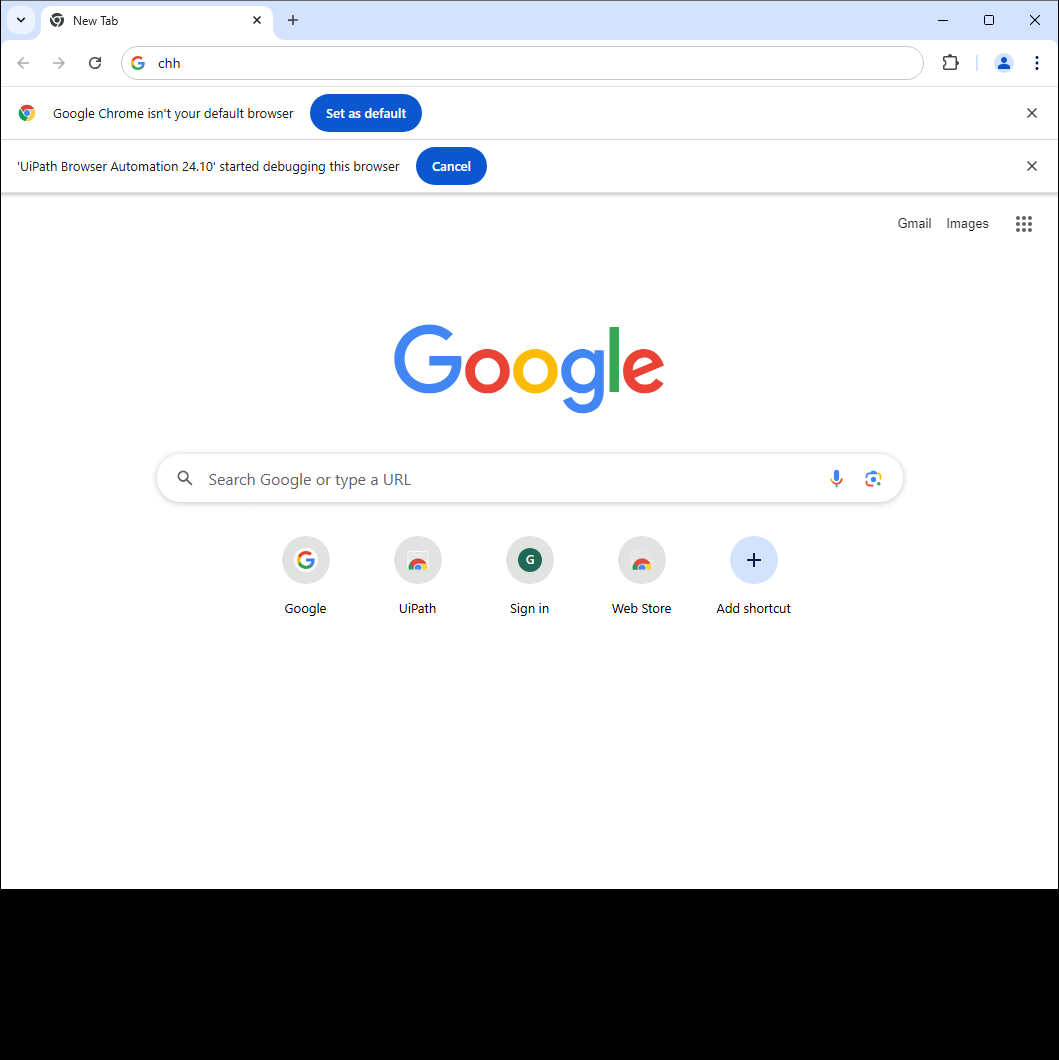 New Tab
chh
Google Chrome isn't your default browser Set as default
'UiPath Browser Automation 24.10' started debugging this browser Cancel
Gmail Images
Google
Search Google or type a URL
G
Google UiPath Sign in Web Store Add shortcut